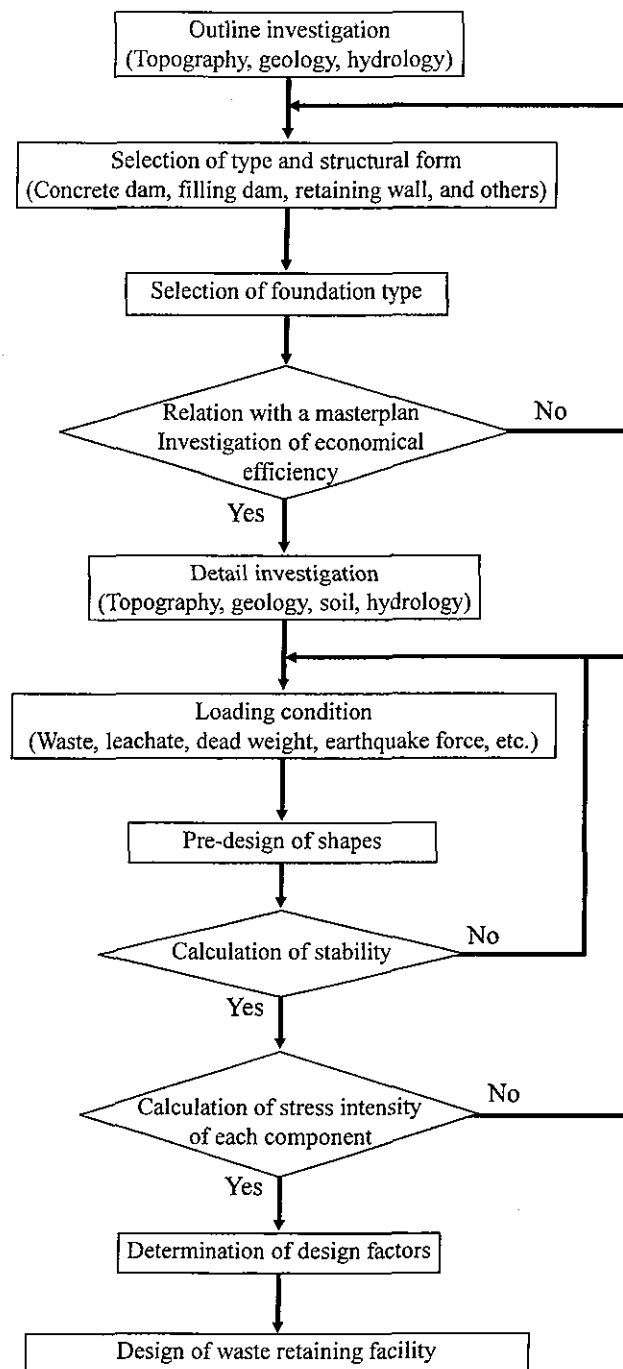 Outline investigation
(Topography, geology, hydrology)
Selection of type and structural form
(Concrete dam, filling dam, retaining wall, and others)
Selection of foundation type
Relation with a masterplan
Investigation of economical
efficiency
No
Yes
Detail investigation
(Topography, geology, soil, hydrology)
Loading condition
(Waste, leachate, dead weight, earthquake force, etc.)
Pre-design of shapes
Calculation of stability
No
Yes
Calculation of stress intensity
of each component
No
Yes
Determination of design factors
Design of waste retaining facility